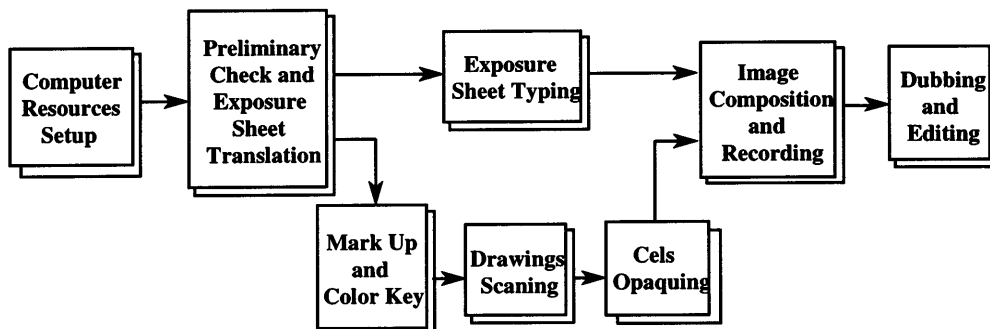 Computer
Resources
Setup
Preliminary
Check and
Exposure
Sheet
Translation
Exposure
Sheet Typing
Image
Composition
and
Recording
Dubbing
and
Editing
Mark Up
and
Color Key
Drawings
Scaning
Cels
Opaquing